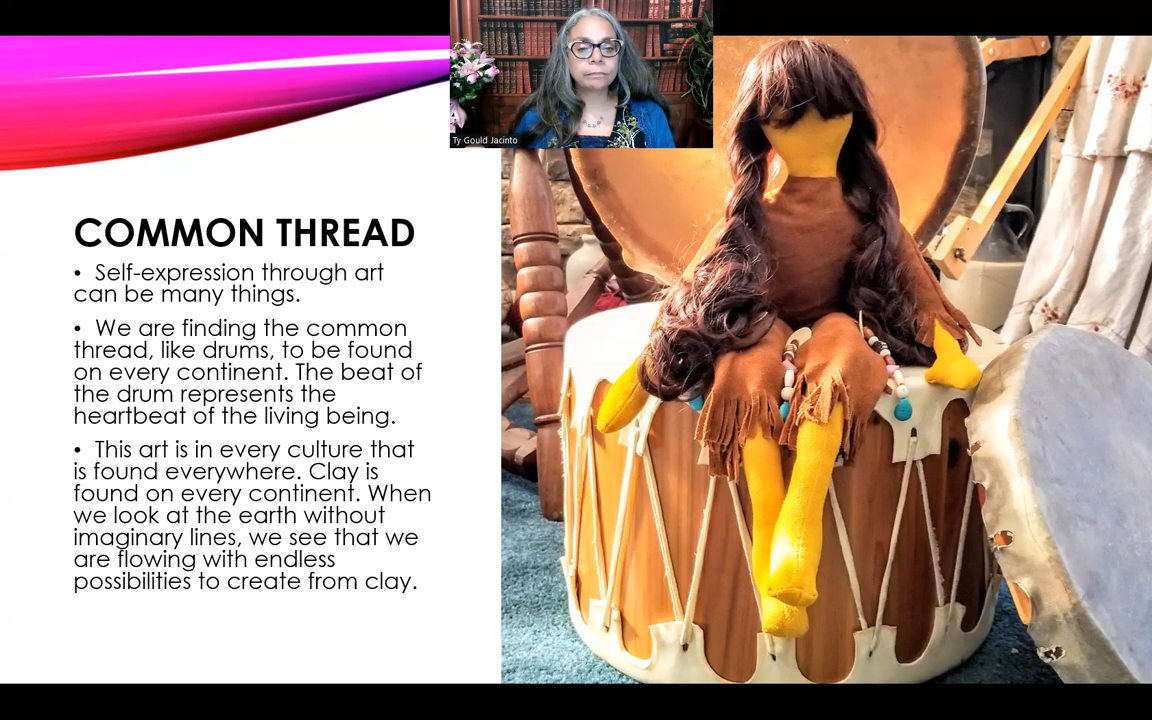 Ty Gould Jacinto
COMMON THREAD
• Self-expression through art
can be many things.
• We are finding the common
thread, like drums, to be found
on every continent. The beat of
the drum represents the
heartbeat of the living being.
• This art is in every culture that
is found everywhere. Clay is
found on every continent. When
we look at the earth without
imaginary lines, we see that we
are flowing with endless
possibilities to create from clay.